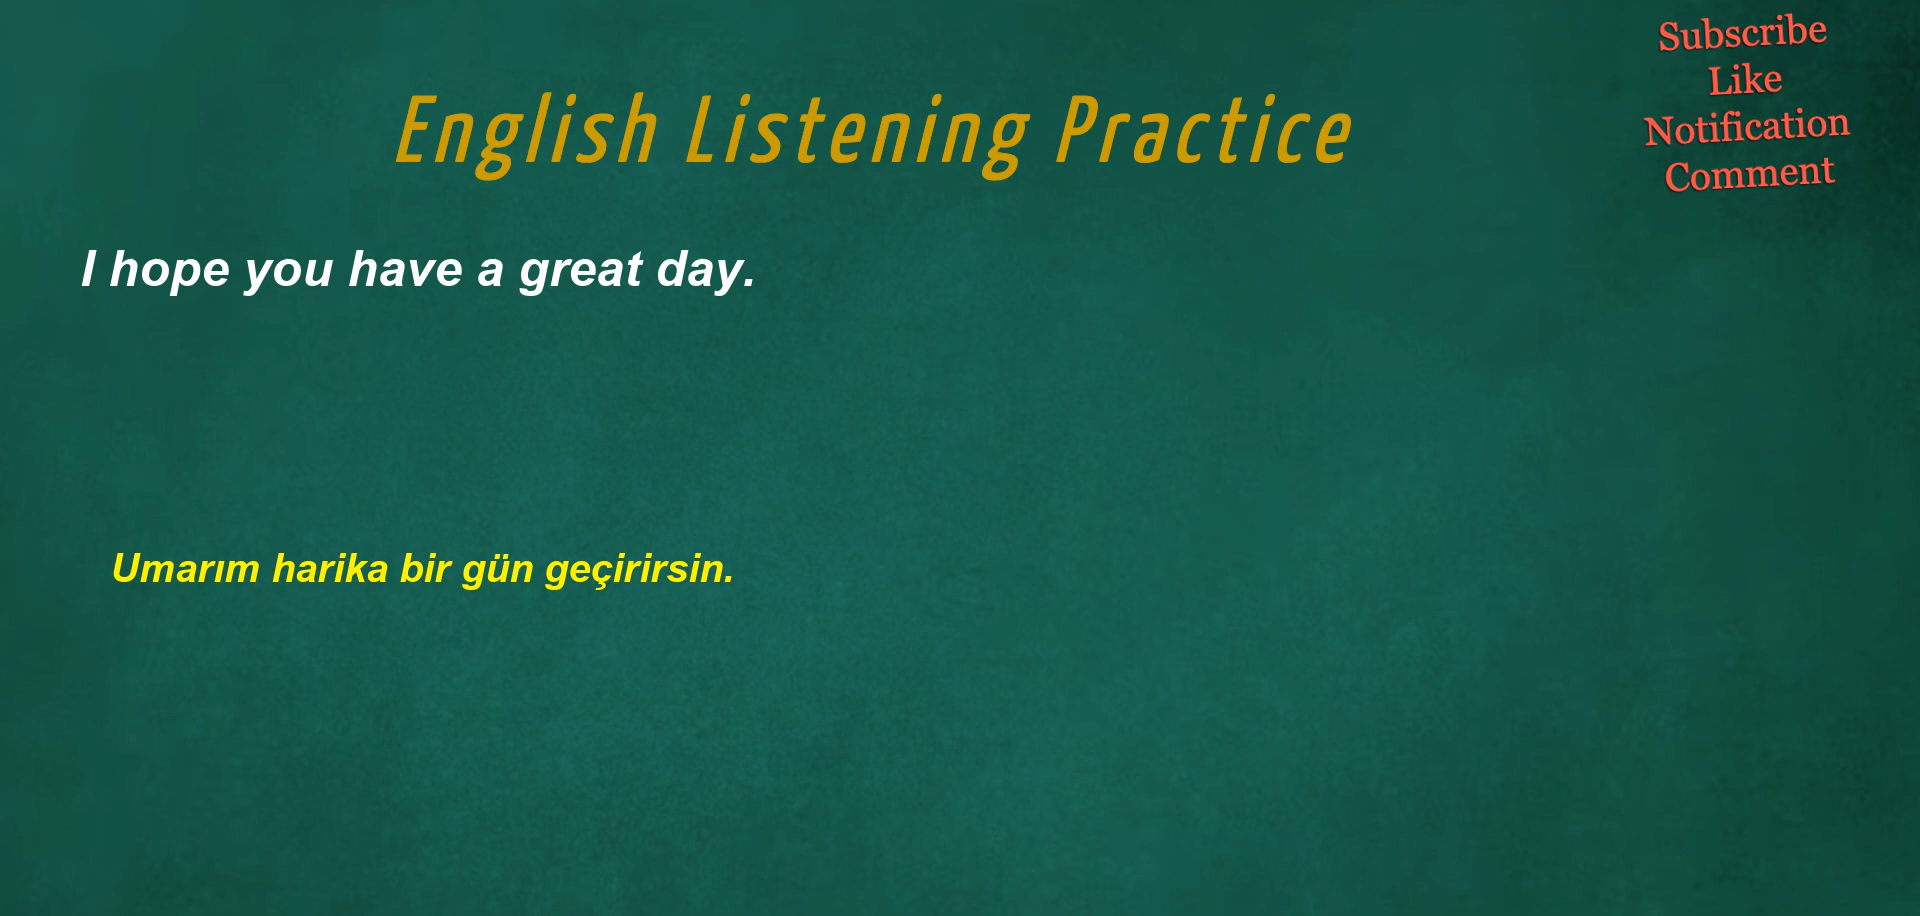 English Listening Practice
Subscribe
Like
Notification
Comment
I hope you have a great day.
Umarım harika bir gün geçirirsin.